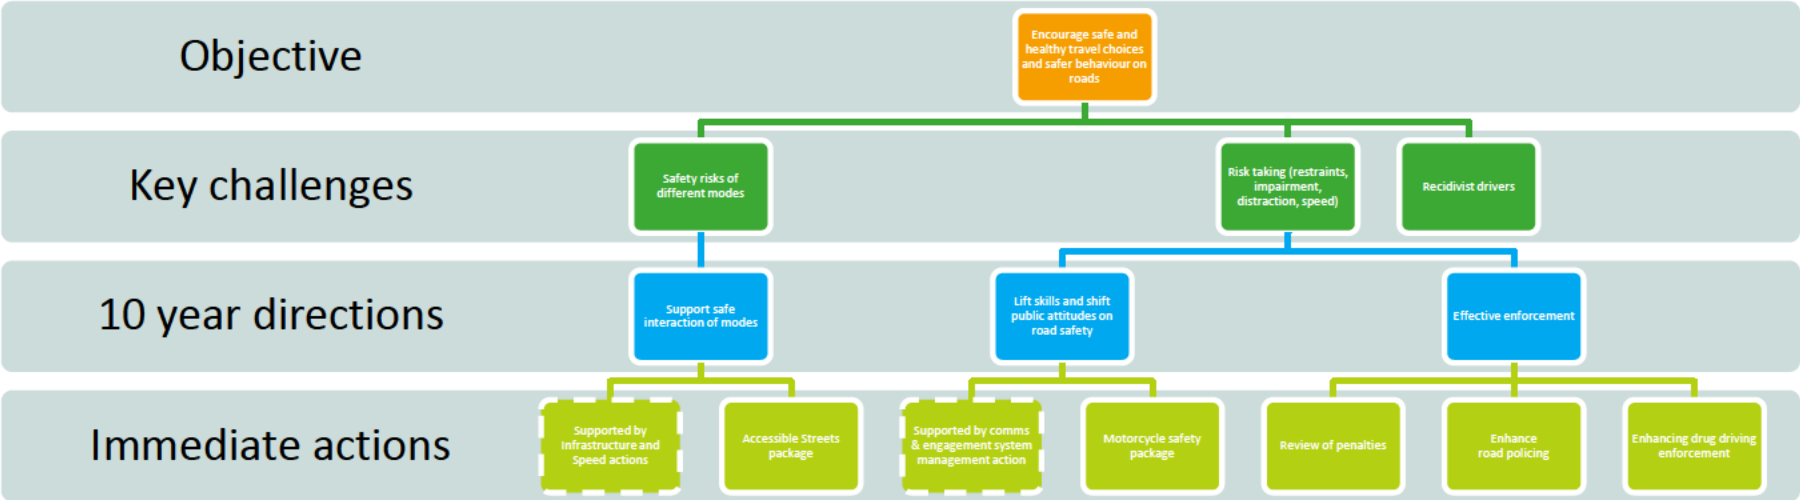 Objective
Encourage safe and
healthy travel choices
and safer behaviour on
roads
Key challenges
Safety risks of
different modes
Risk taking (restraints,
impairment,
distraction, speed)
Recidivist drivers
10 year directions
Support safe
interaction of modes
Lift skills and shift
public attitudes on
road safety
Effective enforcement
Immediate actions
Supported by
Infrastructure and
Speed actions
Accessible Streets
package
Supported by comms
& engagement system
management action
Motorcycle safety
package
Review of penalties
Enhance
road policing
Enhancing drug driving
enforcement